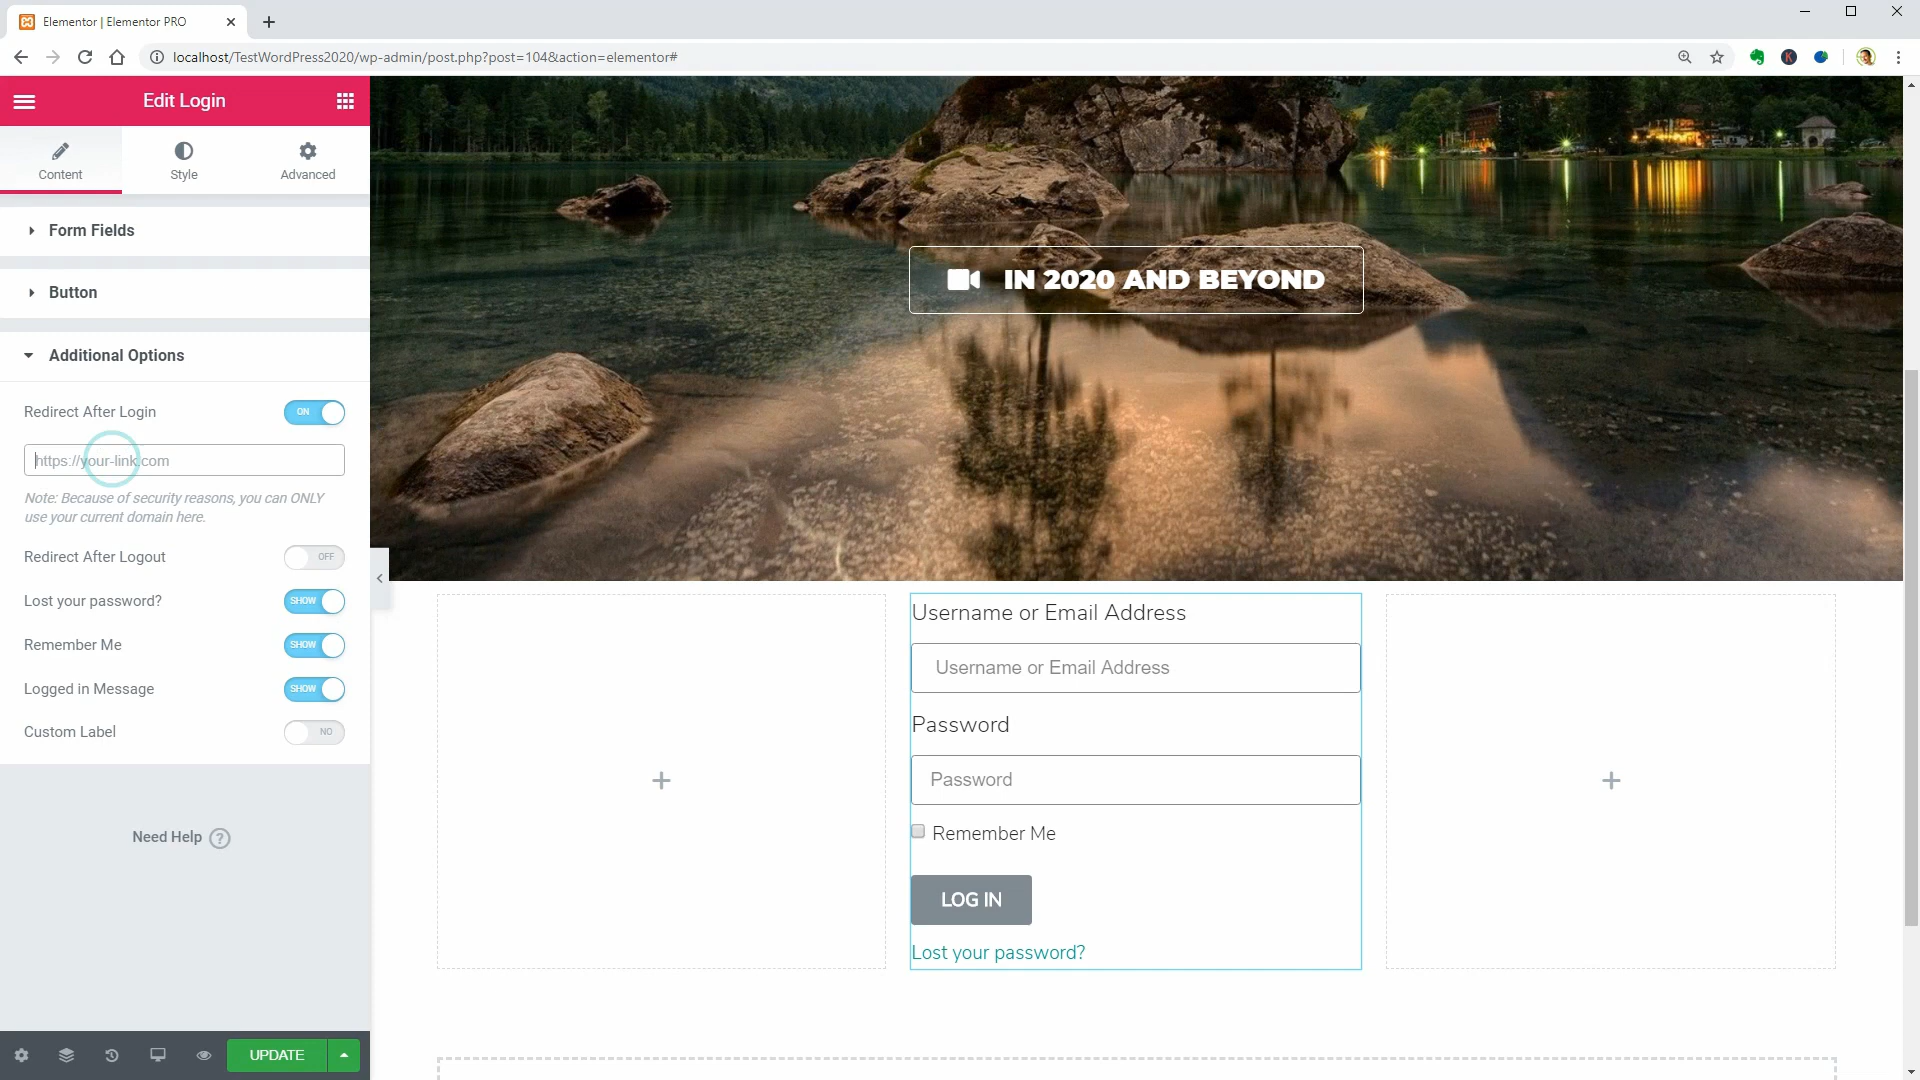 Elementor | Elementor PRO
localhost/TestWordPress2020/wp-admin/post.php?post=104&action=elementor#
K
Edit Login
Content
Style
Advanced
Form Fields
Button
Additional Options
Redirect After Login
ON
https://your-link.com
Note: Because of security reasons, you can ONLY
use your current domain here.
Redirect After Logout
OFF
Lost your password?
SHOW
Remember Me
SHOW
Logged in Message
SHOW
Custom Label
NO
Need Help ?
UPDATE
IN 2020 AND BEYOND
Username or Email Address
Username or Email Address
Password
Password
Remember Me
LOG IN
Lost your password?